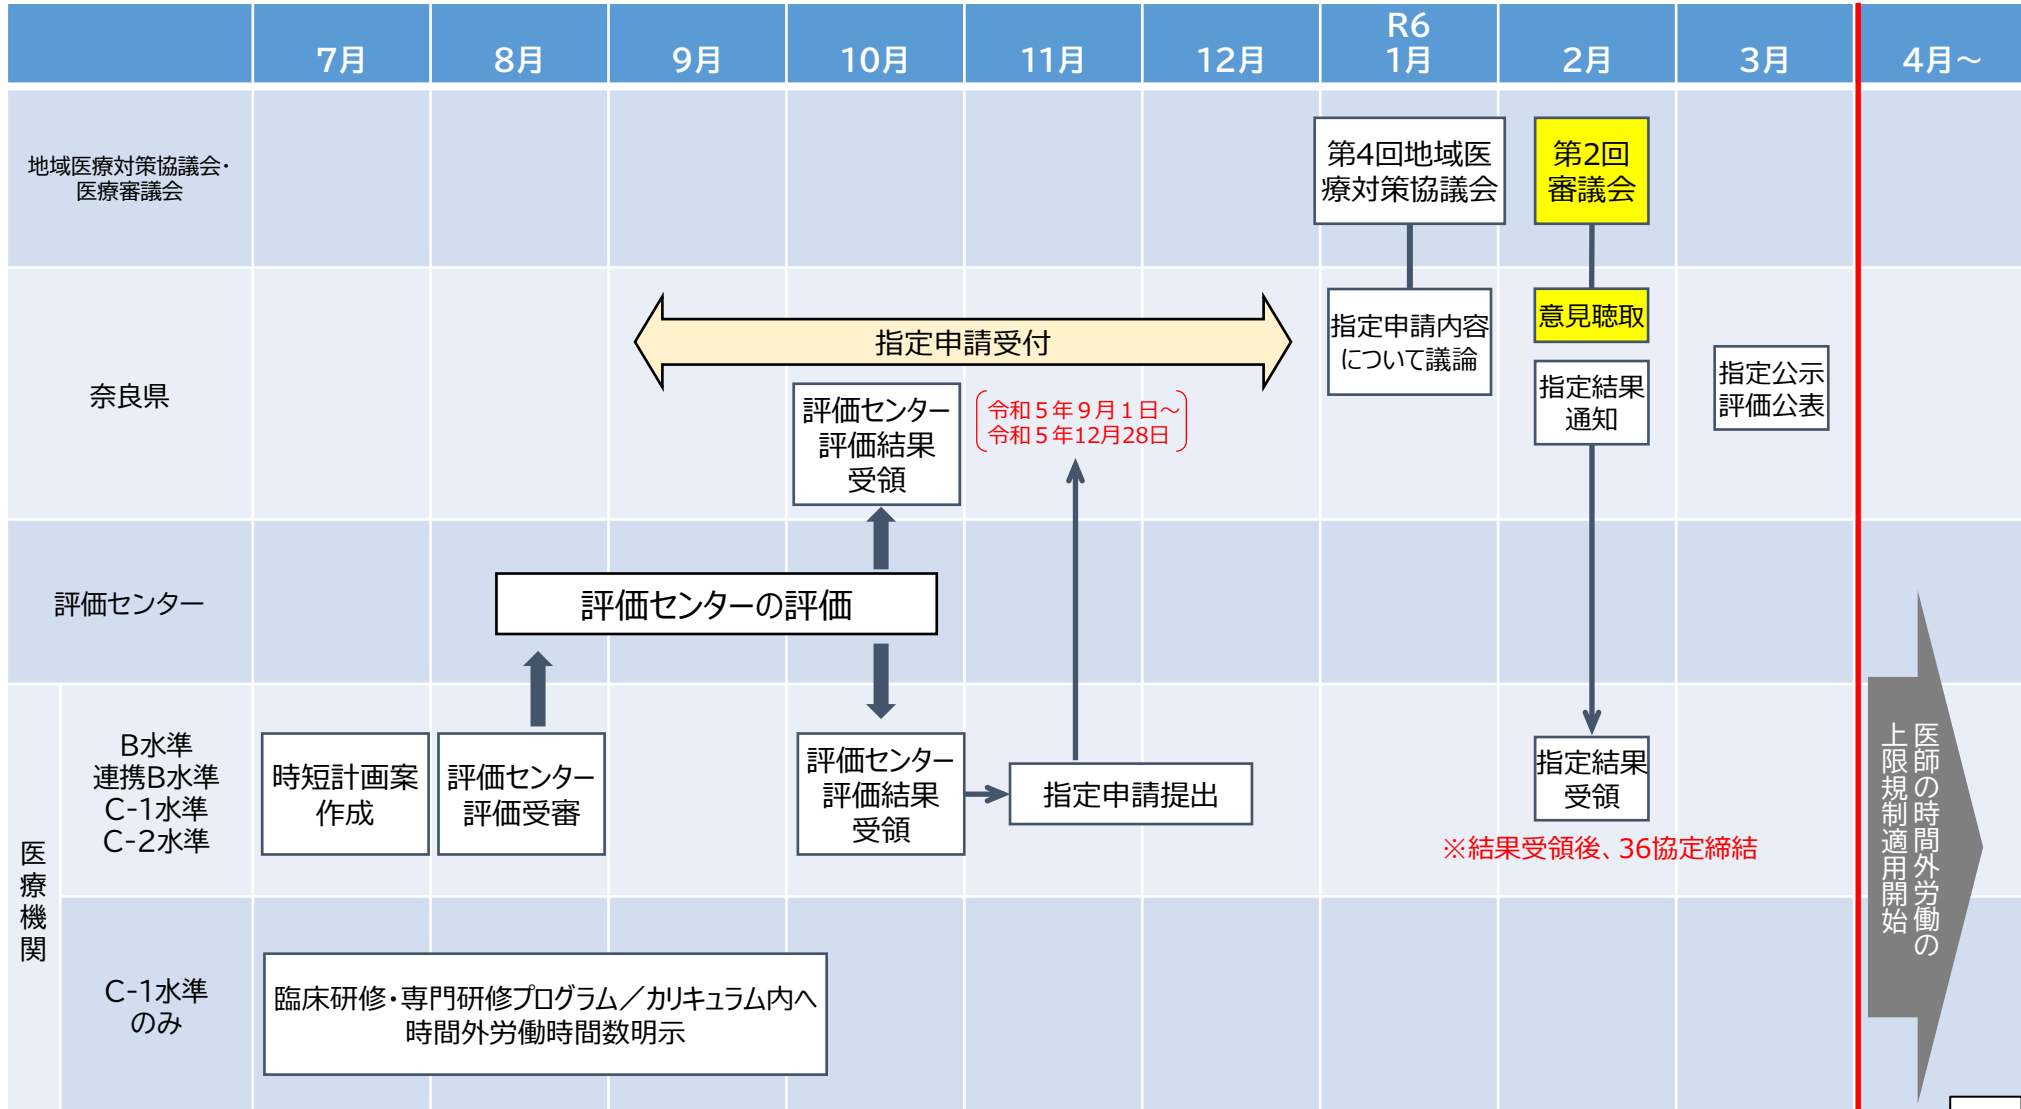 R6
7月 8月 9月 10月 11月 12月 1月 2月 3月 4月～
地域医療対策協議会・
医療審議会
第4回地域医
療対策協議会
第2回
審議会
奈良県
指定申請受付
令和５年９月１日～
令和５年12月28日
評価センター
評価結果
受領
指定申請内容
について議論
意見聴取
指定結果
通知
指定公示
評価公表
評価センター
評価センターの評価
医療機関
B水準
連携B水準
C-1水準
C-2水準
時短計画案
作成
評価センター
評価受審
評価センター
評価結果
受領
指定申請提出
指定結果
受領
※結果受領後、36協定締結
C-1水準
のみ
臨床研修・専門研修プログラム／カリキュラム内へ
時間外労働時間数明示
医師の時間外労働の
上限規制適用開始